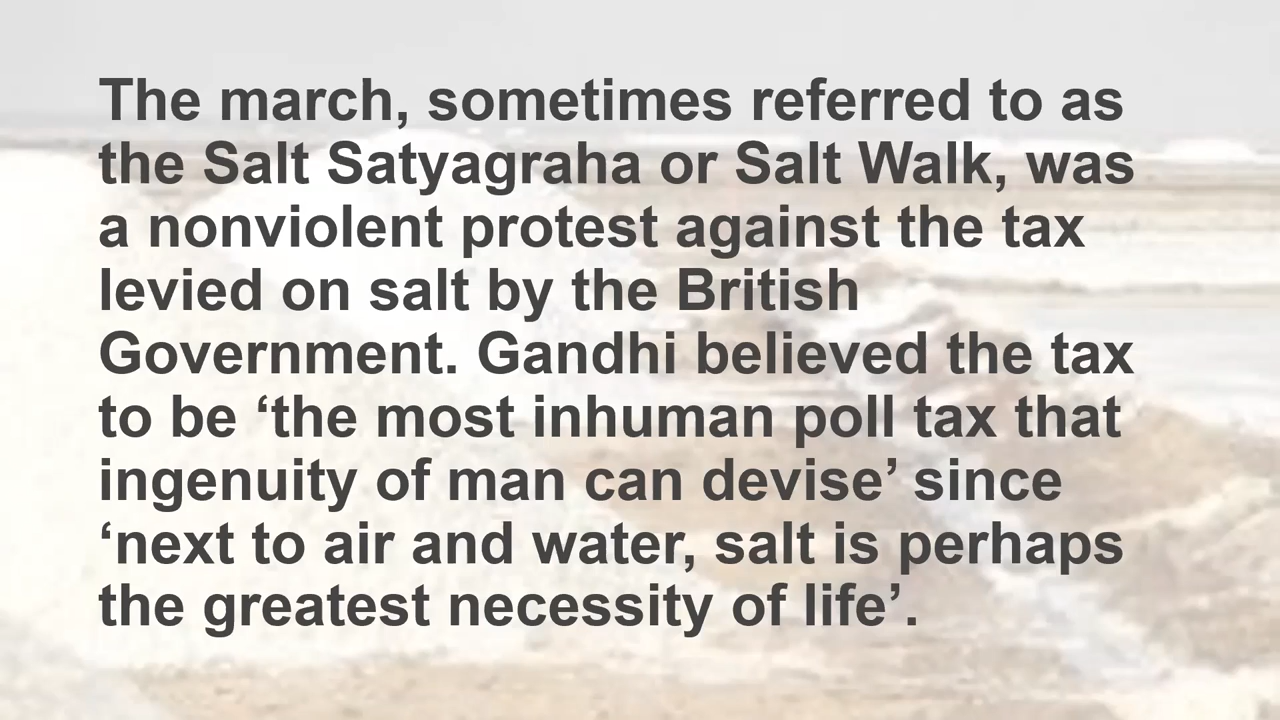 The march, sometimes referred to as
the Salt Satyagraha or Salt Walk, was
a nonviolent protest against the tax
levied on salt by the British
Government. Gandhi believed the tax
to be ‘the most inhuman poll tax that
ingenuity of man can devise’ since
‘next to air and water, salt is perhaps
the greatest necessity of life’.